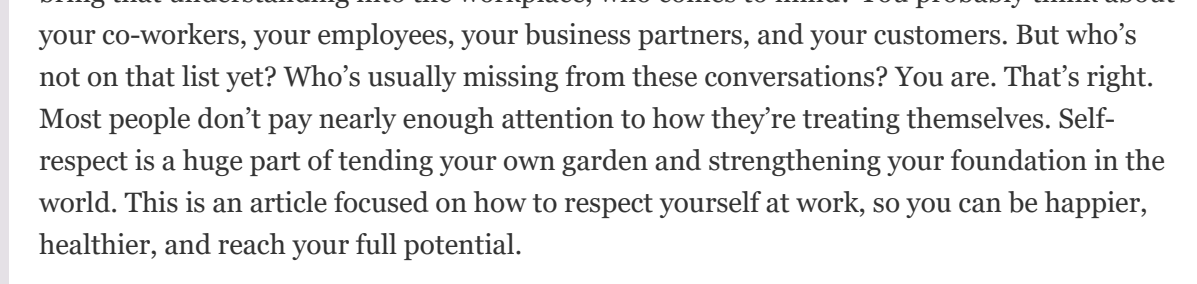 bring that understanding into the workplace, who comes to mind? You probably think about
your co-workers, your employees, your business partners, and your customers. But who’s
not on that list yet? Who’s usually missing from these conversations? You are. That’s right.
Most people don’t pay nearly enough attention to how they’re treating themselves. Self-
respect is a huge part of tending your own garden and strengthening your foundation in the
world. This is an article focused on how to respect yourself at work, so you can be happier,
healthier, and reach your full potential.